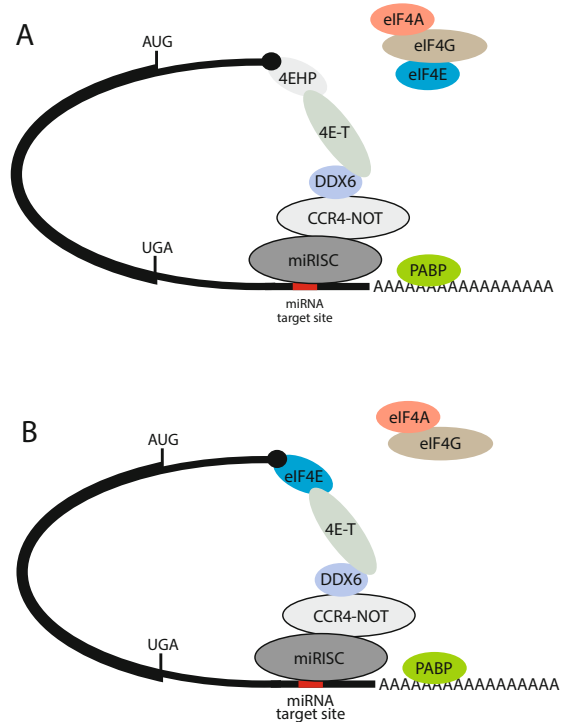 A
AUG
eIF4A
eIF4G
eIF4E
4EHP
4E-T
DDX6
CCR4-NOT
UGA
miRISC
PABP
AAAAAAAAAAAAAAAAA
miRNA
target site
B
AUG
eIF4A
eIF4G
eIF4E
4E-T
DDX6
CCR4-NOT
UGA
miRISC
PABP
AAAAAAAAAAAAAAAAA
miRNA
target site